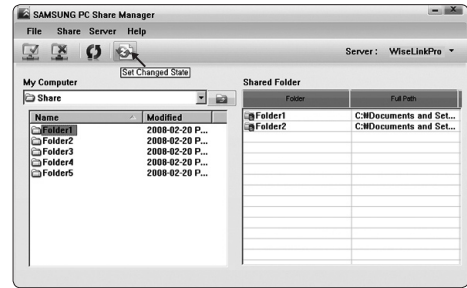 SAMSUNG PC Share Manager
File Share Server Help
Server : WiseLinkPro
Set Changed State
My Computer
Share
Name Modified
Folder1 2008-02-20 P...
Folder2 2008-02-20 P...
Folder3 2008-02-20 P...
Folder4 2008-02-20 P...
Folder5 2008-02-20 P...
Shared Folder
Folder Full Path
Folder1 C:₩Documents and Set...
Folder2 C:₩Documents and Set...